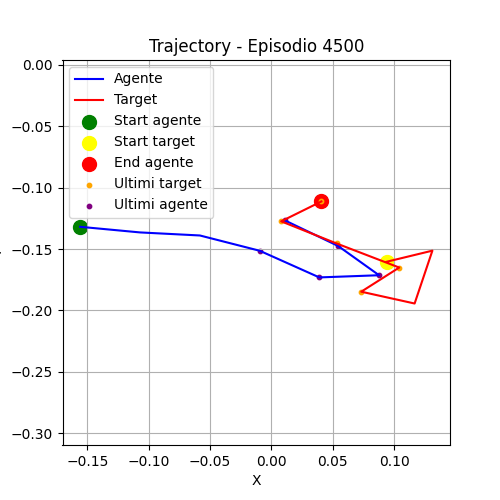 Trajectory - Episodio 4500
Agente
Target
Start agente
Start target
End agente
Ultimi target
Ultimi agente
0.00
−0.05
−0.10
−0.15
−0.20
−0.25
−0.30
−0.15
−0.10
−0.05
0.00
0.05
0.10
X